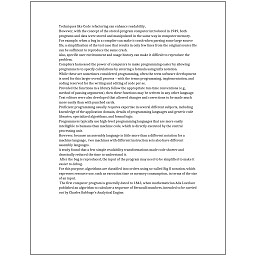 Techniques like Code refactoring can enhance readability.
However, with the concept of the stored-program computer introduced in 1949, both
programs and data were stored and manipulated in the same way in computer memory.
For example, when a bug in a compiler can make it crash when parsing some large source
file, a simplification of the test case that results in only few lines from the original source file
can be sufficient to reproduce the same crash.
Also, specific user environment and usage history can make it difficult to reproduce the
problem.
Compilers harnessed the power of computers to make programming easier by allowing
programmers to specify calculations by entering a formula using infix notation.
While these are sometimes considered programming, often the term software development
is used for this larger overall process – with the terms programming, implementation, and
coding reserved for the writing and editing of code per se.
Provided the functions in a library follow the appropriate run-time conventions (e.g.,
method of passing arguments), then these functions may be written in any other language.
Text editors were also developed that allowed changes and corrections to be made much
more easily than with punched cards.
Proficient programming usually requires expertise in several different subjects, including
knowledge of the application domain, details of programming languages and generic code
libraries, specialized algorithms, and formal logic.
Programmers typically use high-level programming languages that are more easily
intelligible to humans than machine code, which is directly executed by the central
processing unit.
However, because an assembly language is little more than a different notation for a
machine language, two machines with different instruction sets also have different
assembly languages.
A study found that a few simple readability transformations made code shorter and
drastically reduced the time to understand it.
After the bug is reproduced, the input of the program may need to be simplified to make it
easier to debug.
For this purpose, algorithms are classified into orders using so-called Big O notation, which
expresses resource use, such as execution time or memory consumption, in terms of the size
of an input.
The first computer program is generally dated to 1843, when mathematician Ada Lovelace
published an algorithm to calculate a sequence of Bernoulli numbers, intended to be carried
out by Charles Babbage's Analytical Engine.